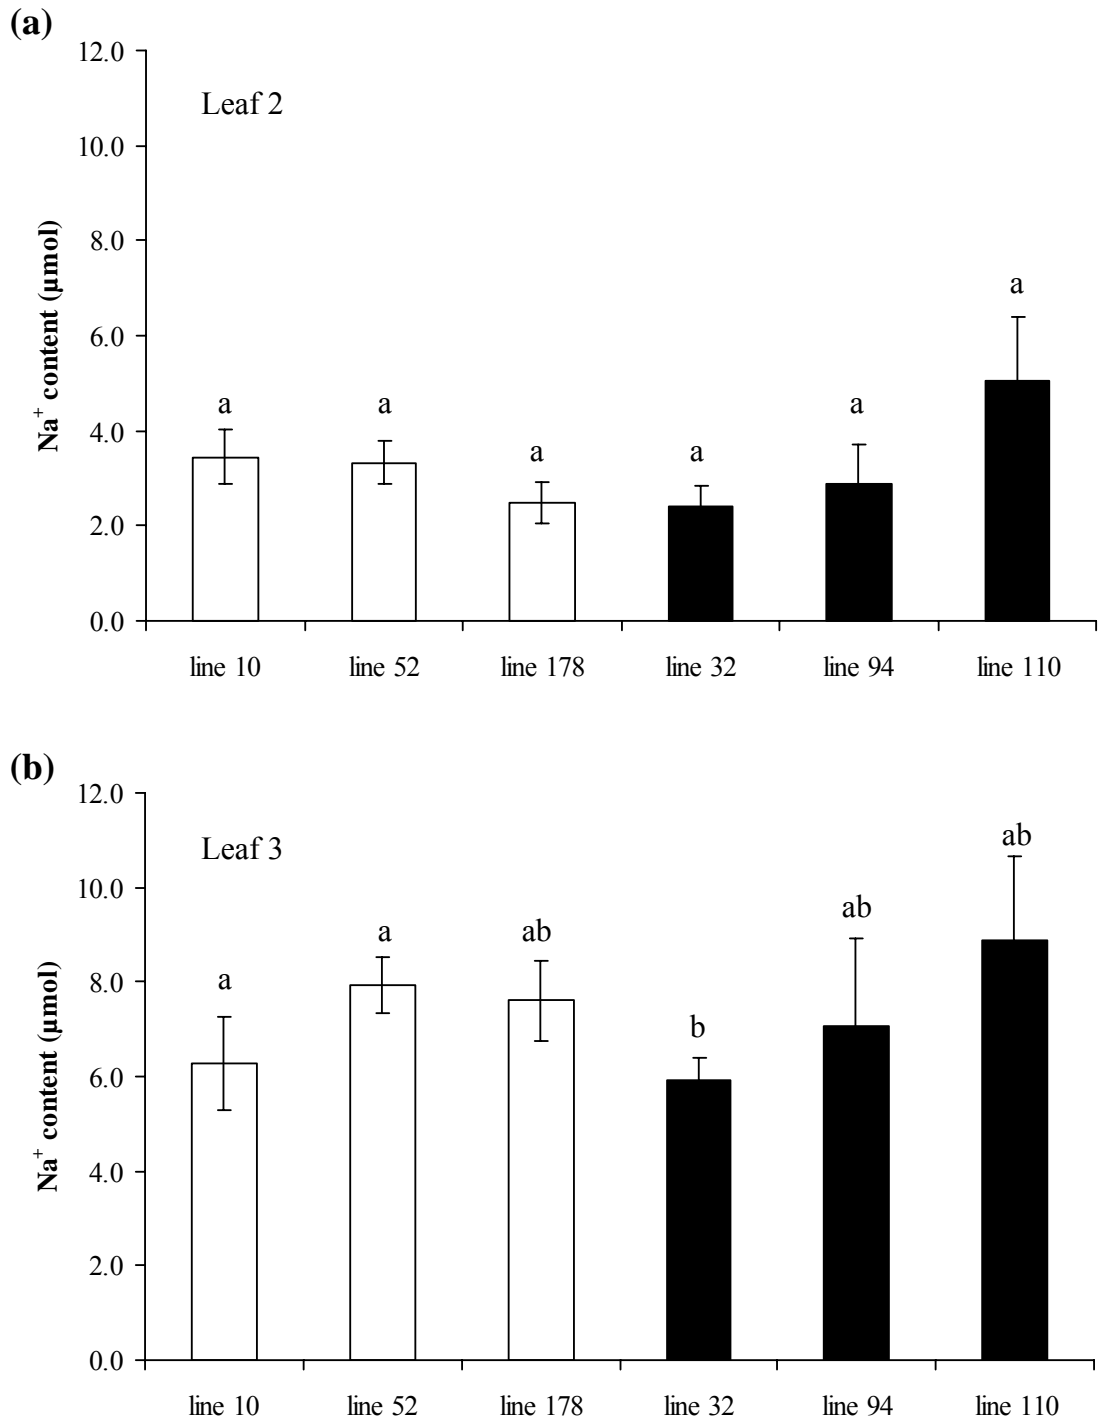 (a)
12.0
Leaf 2
10.0
8.0
6.0
4.0
2.0
0.0
Na⁺ content (µmol)
a
a
a
a
a
a
line 10
line 52
line 178
line 32
line 94
line 110
(b)
12.0
Leaf 3
10.0
8.0
6.0
4.0
2.0
0.0
Na⁺ content (µmol)
a
a
ab
b
ab
ab
line 10
line 52
line 178
line 32
line 94
line 110